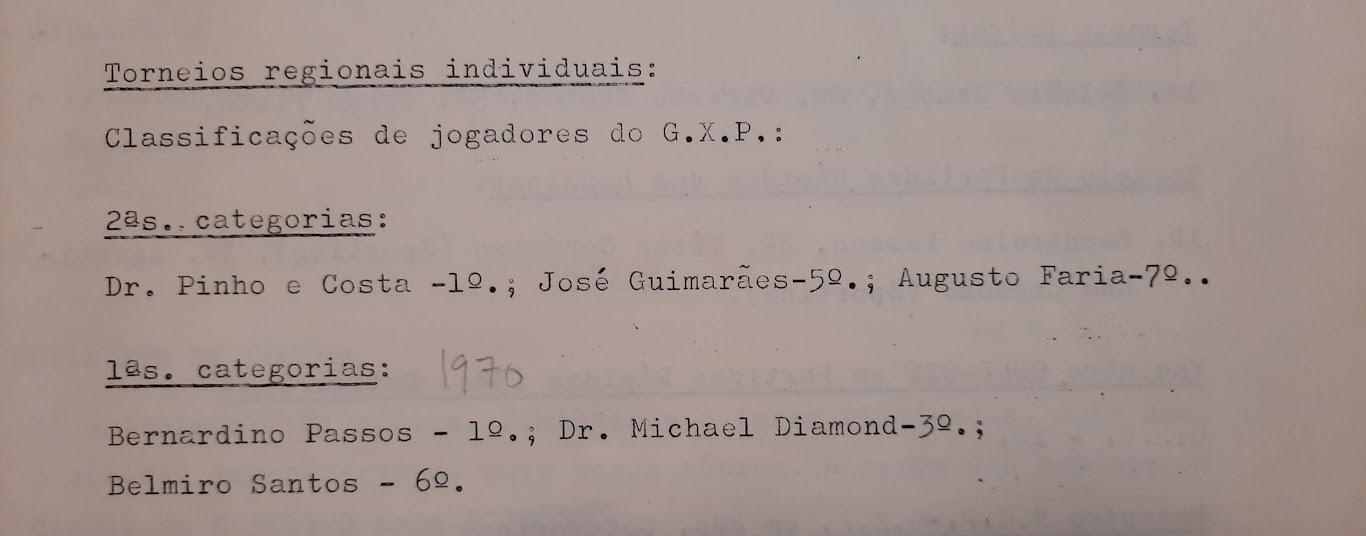 Torneios regionais individuais:
Classificações de jogadores do G.X.P.:
2ªs. categorias:
Dr. Pinho e Costa -1º.; José Guimarães-5º.; Augusto Faria-7º..
1ªs. categorias: 1970
Bernardino Passos - 1º.; Dr. Michael Diamond-3º.;
Belmiro Santos - 6º.